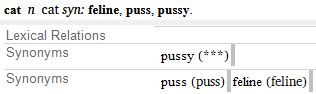 cat n cat syn: feline, puss, pussy.
Lexical Relations
Synonyms pussy (***)
Synonyms puss (puss) feline (feline)